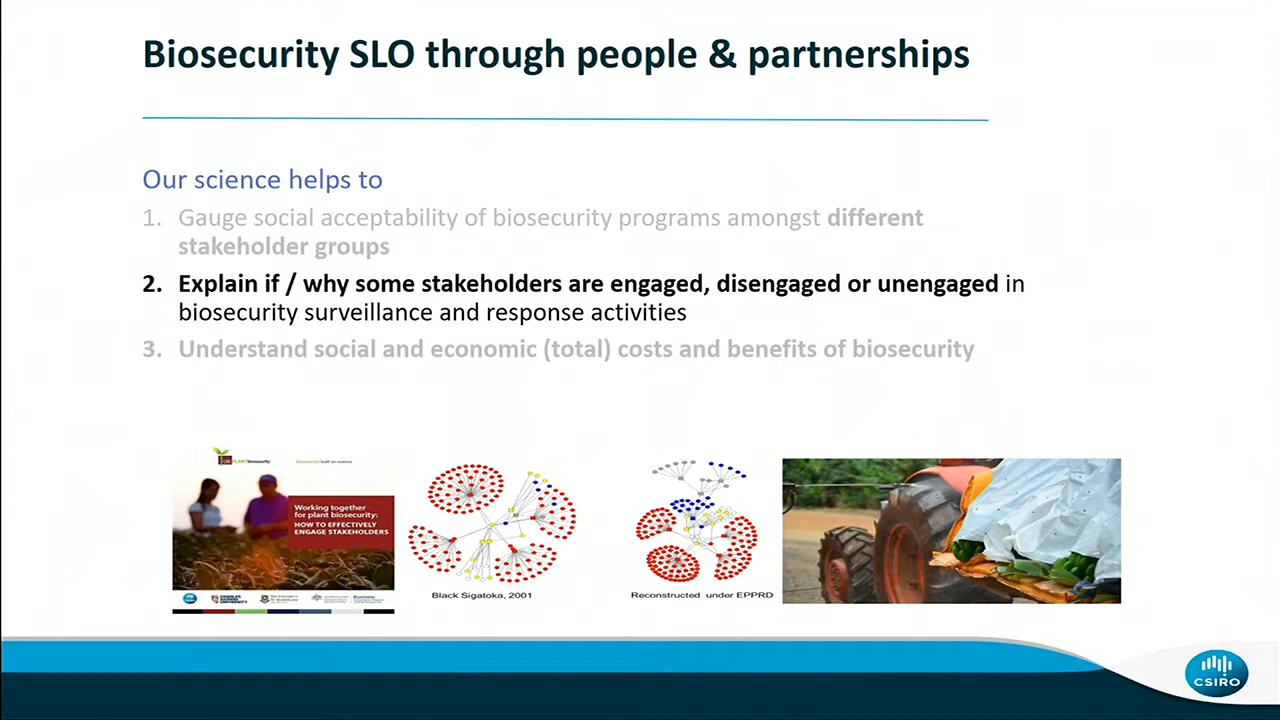 Biosecurity SLO through people & partnerships
Our science helps to
1. Gauge social acceptability of biosecurity programs amongst different
stakeholder groups
2. Explain if / why some stakeholders are engaged, disengaged or unengaged in
biosecurity surveillance and response activities
3. Understand social and economic (total) costs and benefits of biosecurity
Working together
for plant biosecurity:
HOW TO EFFECTIVELY
ENGAGE STAKEHOLDERS
Black Sigatoka, 2001
Reconstructed under EPPRD
CSIRO